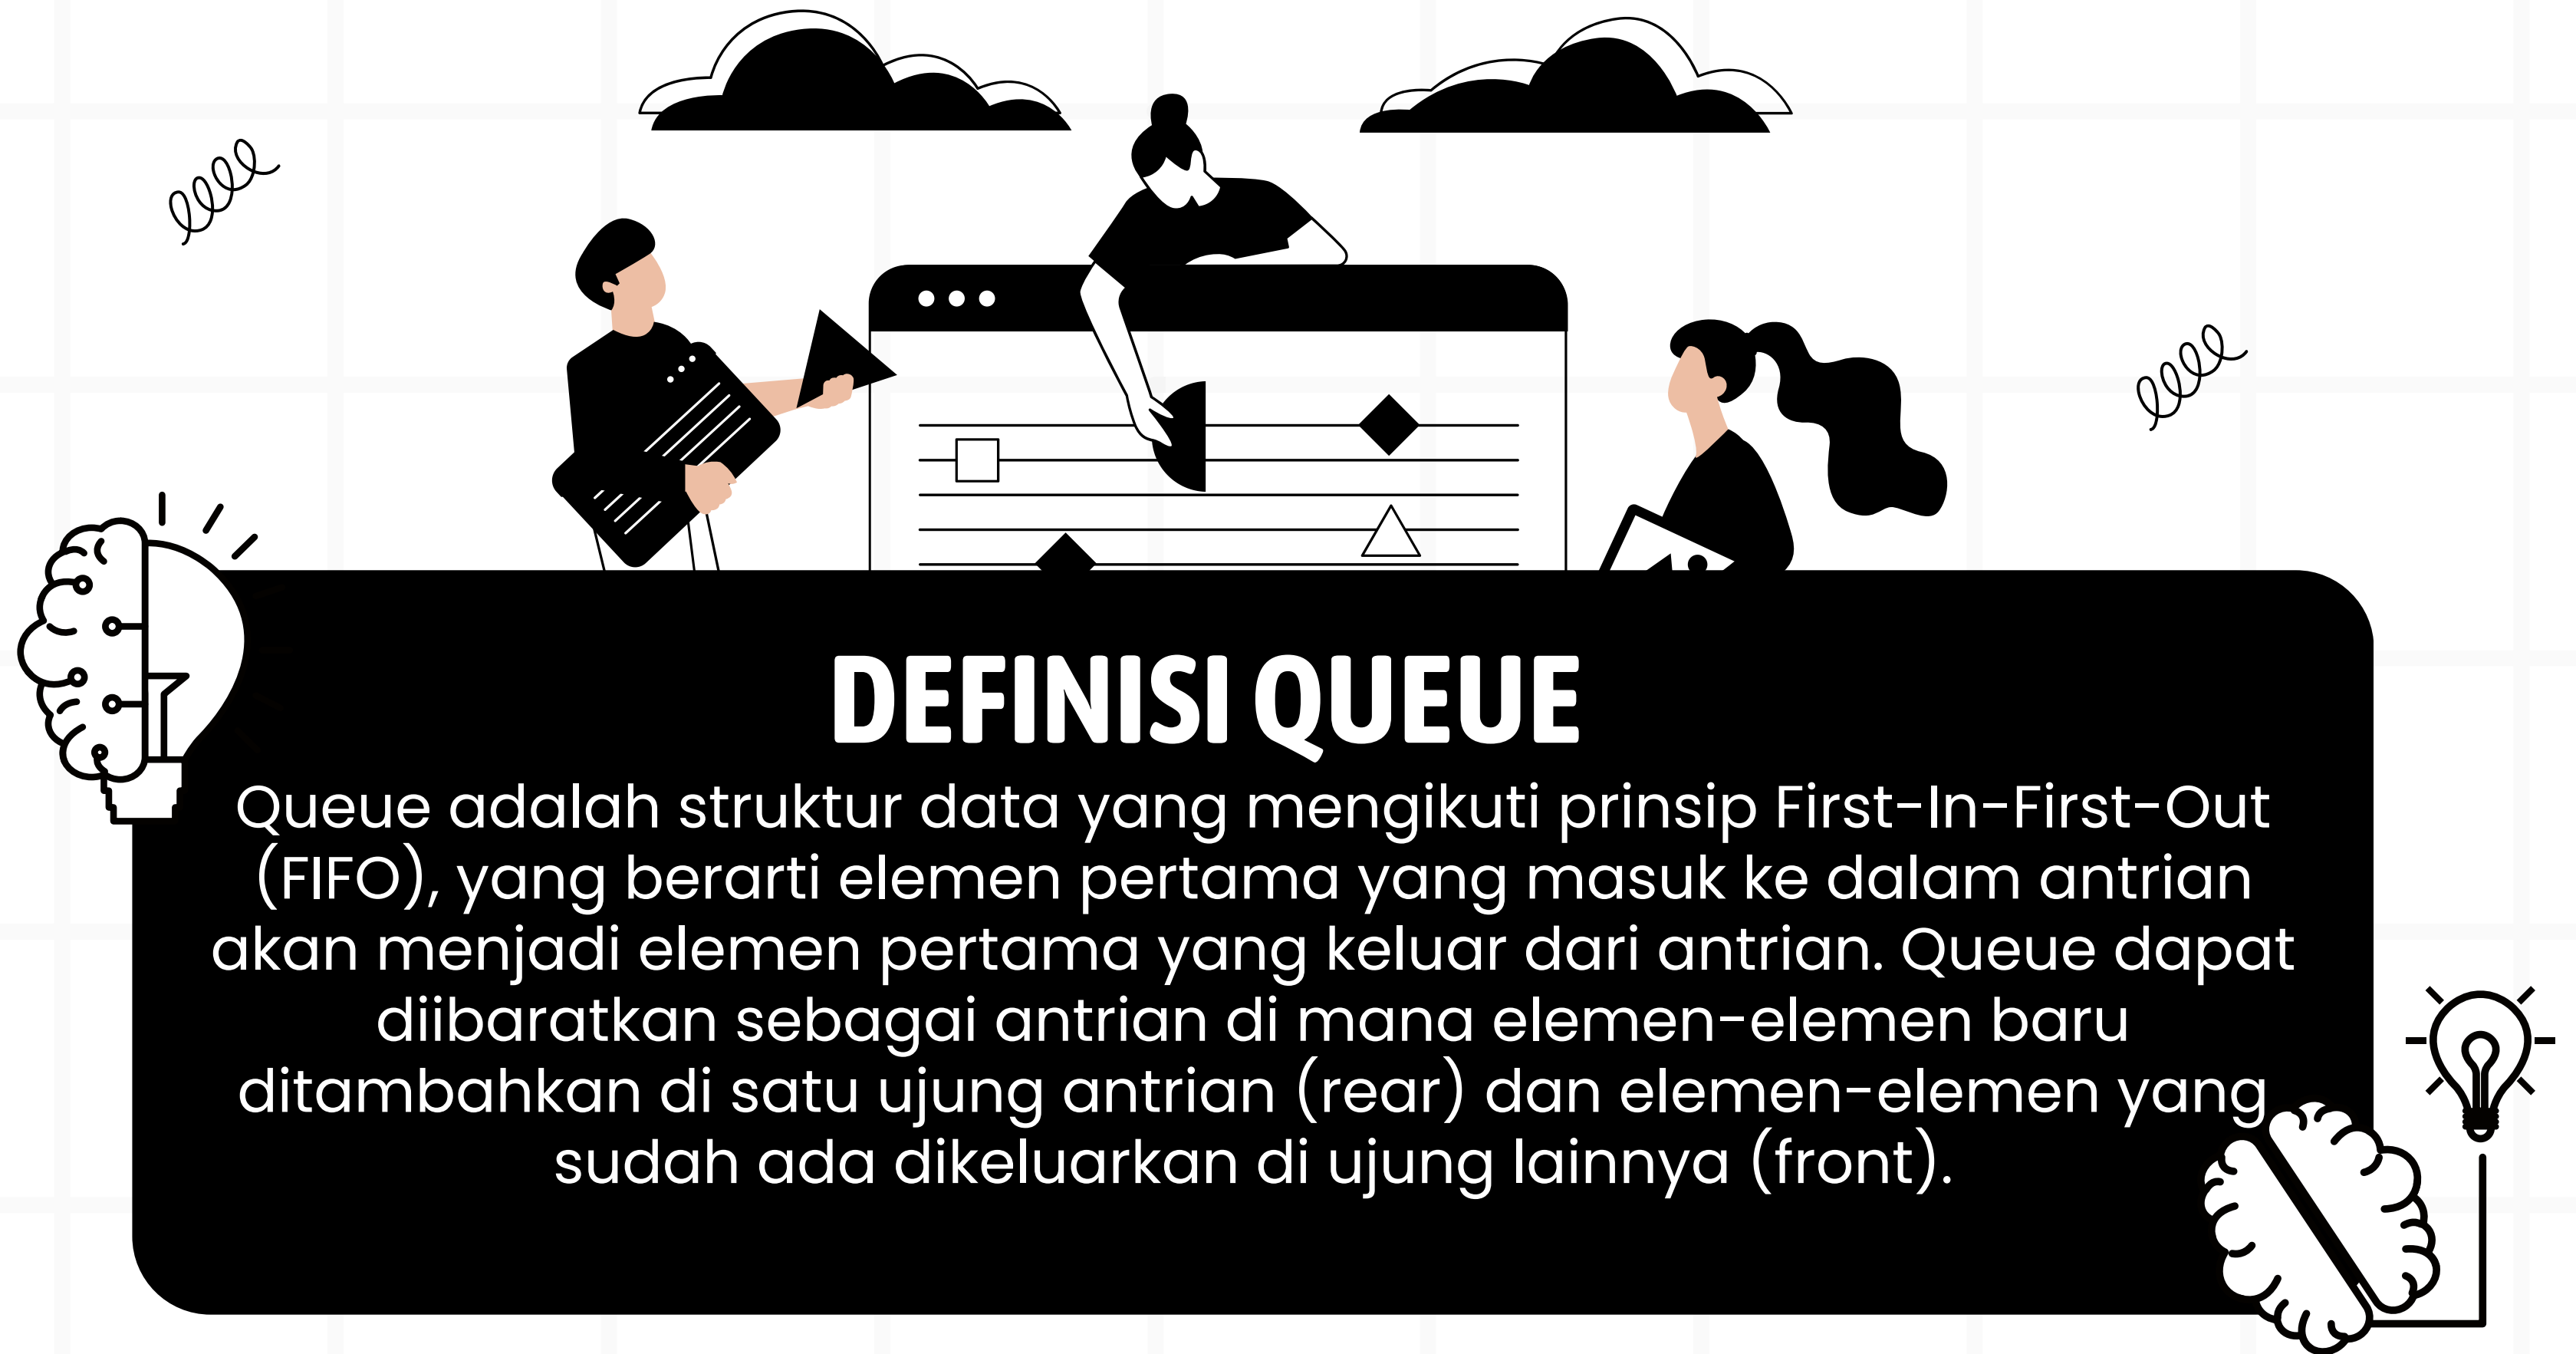 DEFINISI QUEUE
Queue adalah struktur data yang mengikuti prinsip First-In-First-Out
(FIFO), yang berarti elemen pertama yang masuk ke dalam antrian
akan menjadi elemen pertama yang keluar dari antrian. Queue dapat
diibaratkan sebagai antrian di mana elemen-elemen baru
ditambahkan di satu ujung antrian (rear) dan elemen-elemen yang
sudah ada dikeluarkan di ujung lainnya (front).